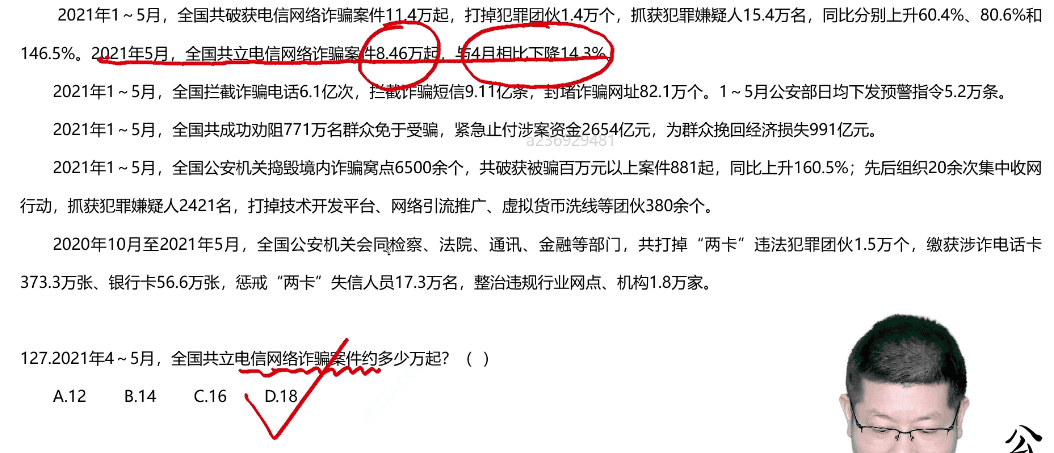 2021年1～5月，全国共破获电信网络诈骗案件11.4万起，打掉犯罪团伙1.4万个，抓获犯罪嫌疑人15.4万名，同比分别上升60.4%、80.6%和
146.5%。2021年5月，全国共立电信网络诈骗案件8.46万起，与4月相比下降14.3%。
2021年1～5月，全国拦截诈骗电话6.1亿次，拦截诈骗短信9.11亿条，封堵诈骗网址82.1万个。1～5月公安部日均下发预警指令5.2万条。
2021年1～5月，全国共成功劝阻771万名群众免于受骗，紧急止付涉案资金2654亿元，为群众挽回经济损失991亿元。
a236929481
2021年1～5月，全国公安机关捣毁境内诈骗窝点6500余个，共破获被骗百万元以上案件881起，同比上升160.5%；先后组织20余次集中收网
行动，抓获犯罪嫌疑人2421名，打掉技术开发平台、网络引流推广、虚拟货币洗线等团伙380余个。
2020年10月至2021年5月，全国公安机关会同检察、法院、通讯、金融等部门，共打掉“两卡”违法犯罪团伙1.5万个，缴获涉诈电话卡
373.3万张、银行卡56.6万张，惩戒“两卡”失信人员17.3万名，整治违规行业网点、机构1.8万家。
127.2021年4～5月，全国共立电信网络诈骗案件约多少万起？（ ）
A.12 B.14 C.16 D.18
公